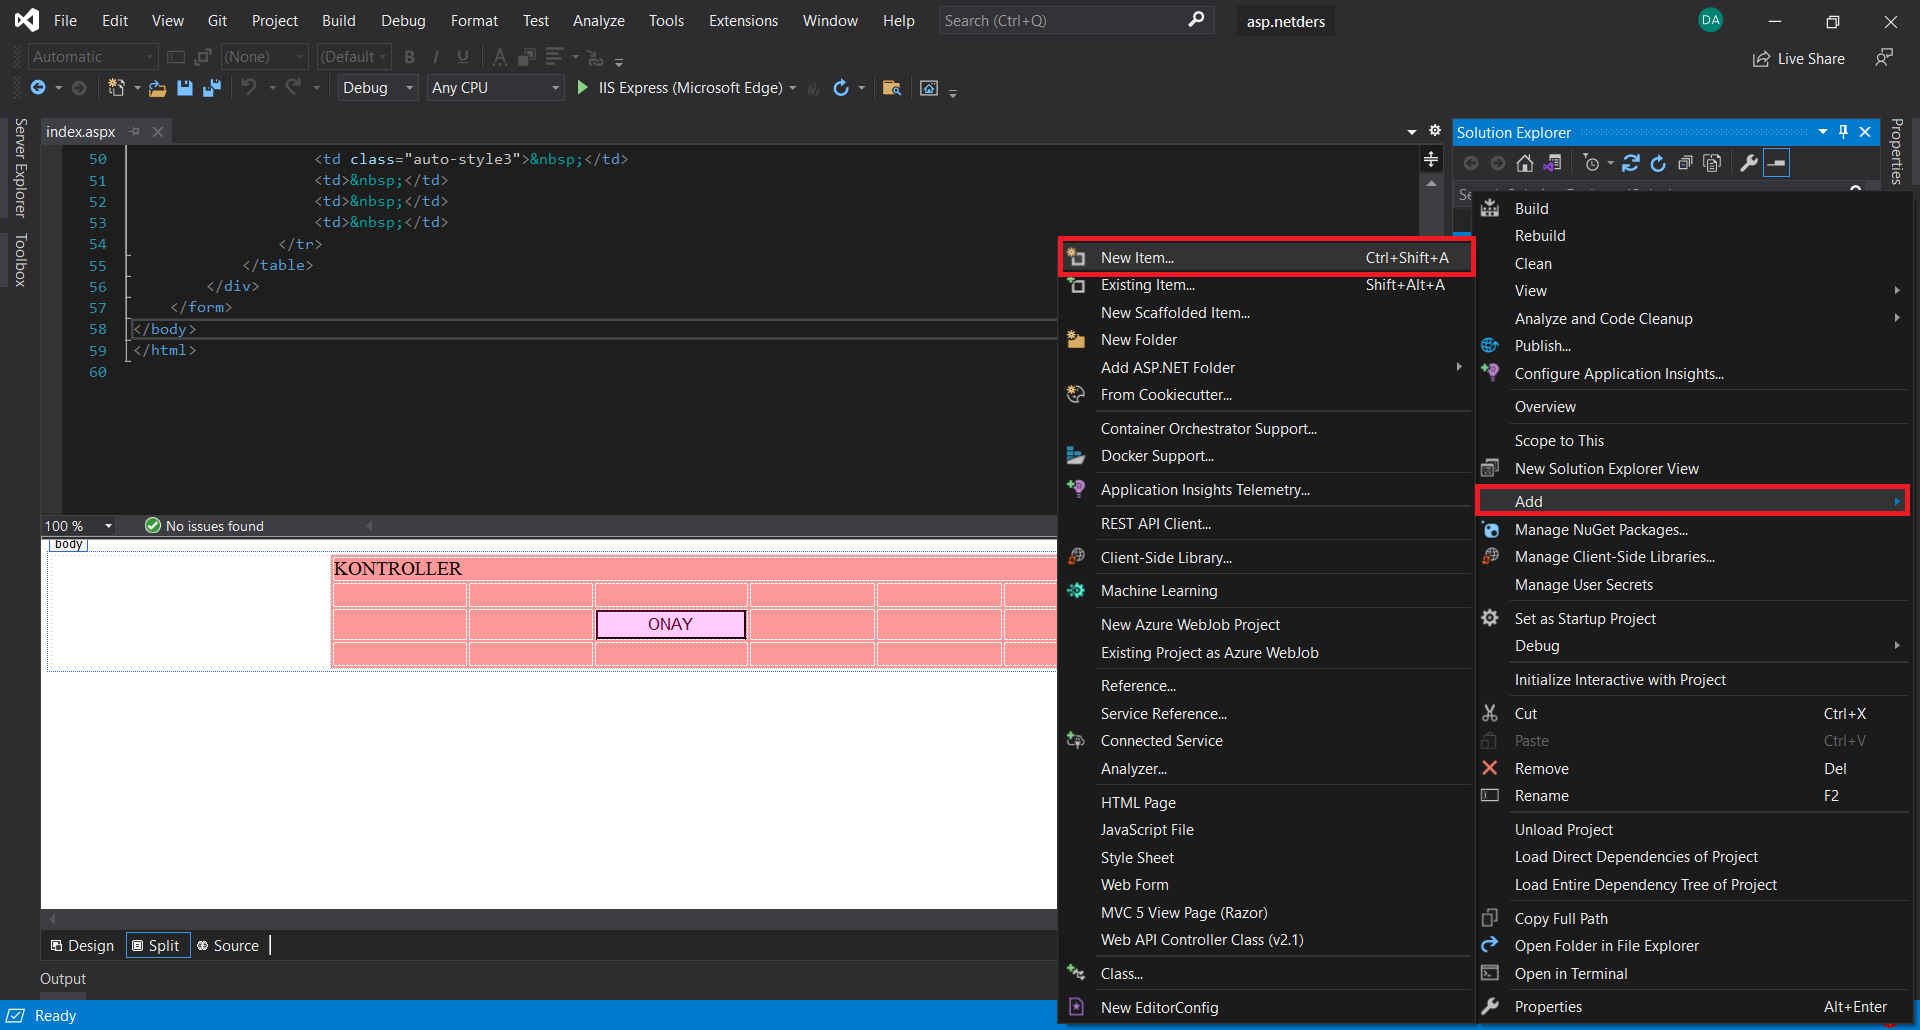 File Edit View Git Project Build Debug Format Test Analyze Tools Extensions Window Help Search (Ctrl+Q) asp.netders DA
Automatic (None) (Default B I U A Live Share
Debug Any CPU IIS Express (Microsoft Edge)
Server Explorer
Toolbox
index.aspx
50 <td class="auto-style3">&nbsp;</td>
51 <td>&nbsp;</td>
52 <td>&nbsp;</td>
53 <td>&nbsp;</td>
54 </tr>
55 </table>
56 </div>
57 </form>
58 </body>
59 </html>
60
100 % No issues found
body
KONTROLLER
ONAY
Design Split Source
Output
Ready
Solution Explorer
Properties
New Item... Ctrl+Shift+A
Existing Item... Shift+Alt+A
New Scaffolded Item...
New Folder
Add ASP.NET Folder
From Cookiecutter...
Container Orchestrator Support...
Docker Support...
Application Insights Telemetry...
REST API Client...
Client-Side Library...
Machine Learning
New Azure WebJob Project
Existing Project as Azure WebJob
Reference...
Service Reference...
Connected Service
Analyzer...
HTML Page
JavaScript File
Style Sheet
Web Form
MVC 5 View Page (Razor)
Web API Controller Class (v2.1)
Class...
New EditorConfig
Build
Rebuild
Clean
View
Analyze and Code Cleanup
Publish...
Configure Application Insights...
Overview
Scope to This
New Solution Explorer View
Add
Manage NuGet Packages...
Manage Client-Side Libraries...
Manage User Secrets
Set as Startup Project
Debug
Initialize Interactive with Project
Cut Ctrl+X
Paste Ctrl+V
Remove Del
Rename F2
Unload Project
Load Direct Dependencies of Project
Load Entire Dependency Tree of Project
Copy Full Path
Open Folder in File Explorer
Open in Terminal
Properties Alt+Enter